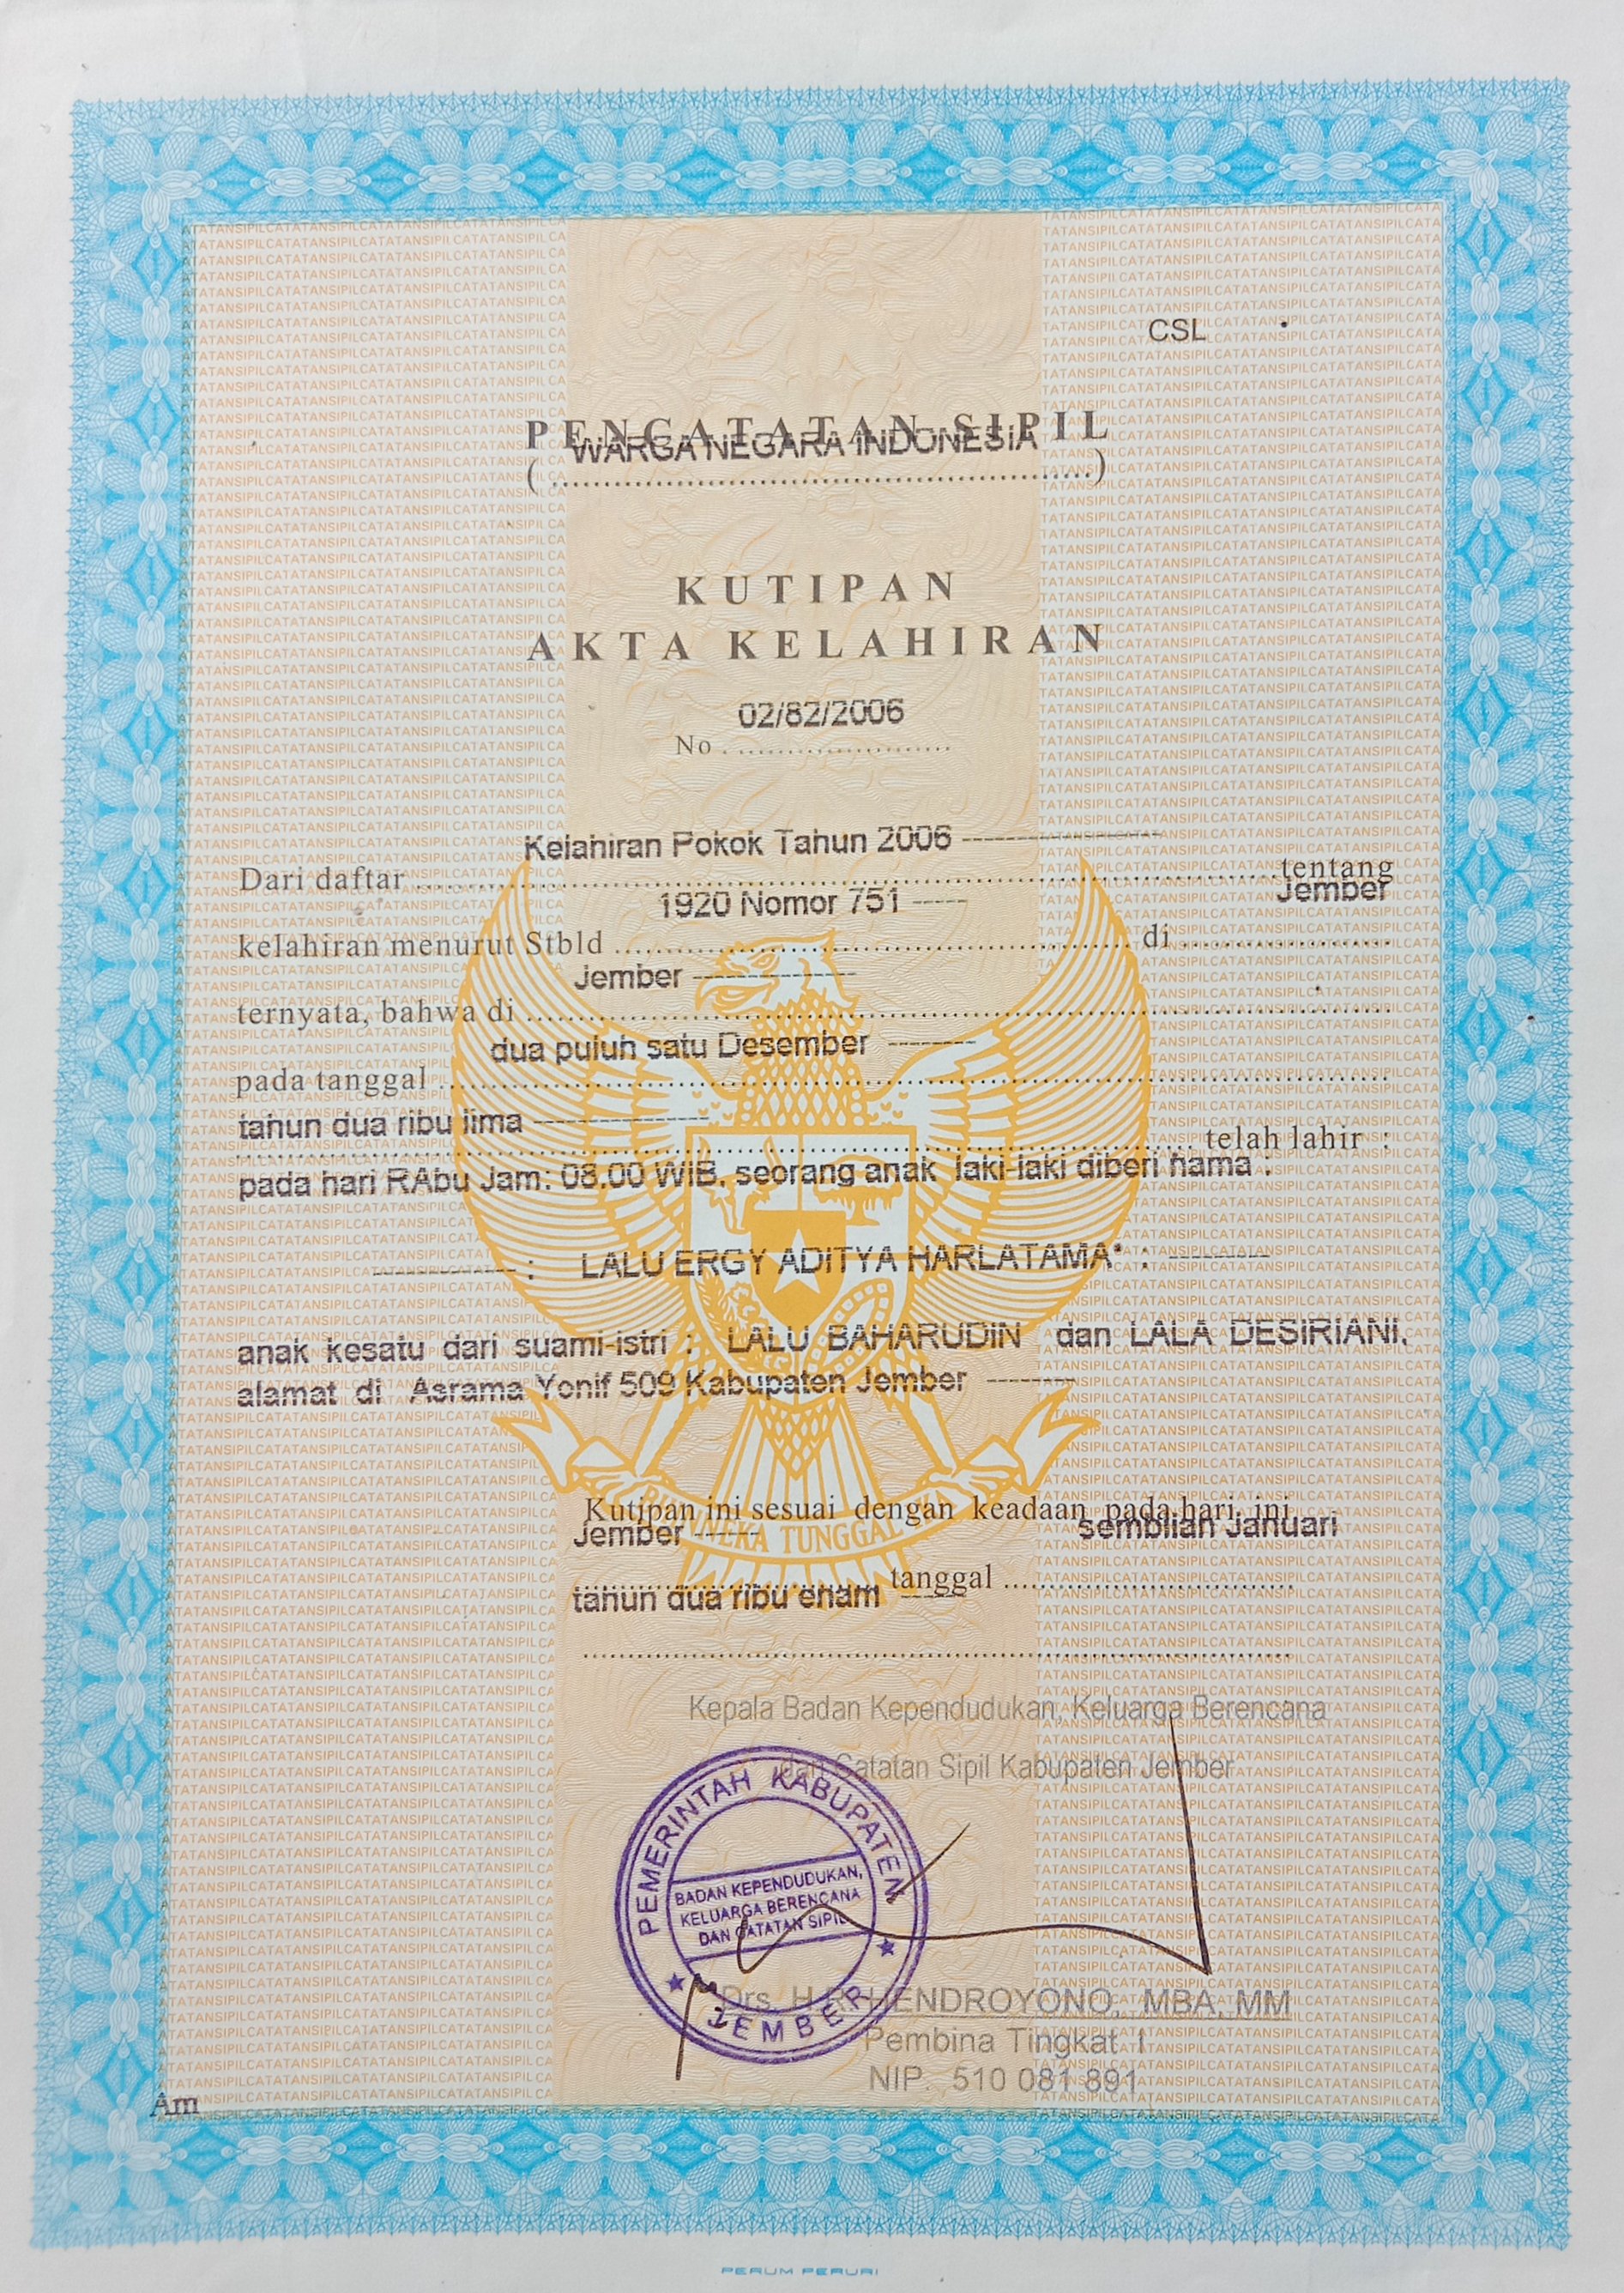 CSL
PENCATATAN SIPIL
WARGA NEGARA INDONESIA
(........................................................)
KUTIPAN
AKTA KELAHIRAN
02/82/2006
No .......................
Kelahiran Pokok Tahun 2006 --------------------
Dari daftar ........................................................ tentang
1920 Nomor 751 ----- Jember
kelahiran menurut Stbld ........................................ di ....................
Jember ---------------
ternyata, bahwa di ........................................................
dua puluh satu Desember ---------
pada tanggal ........................................................
tahun dua ribu lima ----------------
........................................................ telah lahir :
pada hari RAbu Jam: 08.00 WIB. seorang anak laki-laki diberi nama :
-------------- : LALU ERGY ADITYA HARLATAMA* : ----------
anak kesatu dari suami-istri : LALU BAHARUDIN dan LALA DESIRIANI.
alamat di Asrama Yonif 509 Kabupaten Jember --------
BHINNEKA TUNGGAL IKA
Kutipan ini sesuai dengan keadaan pada hari ini
Jember ------ sembilan Januari
.............................. tanggal ..............................
tahun dua ribu enam ------
........................................................
Kepala Badan Kependudukan, Keluarga Berencana
dan Catatan Sipil Kabupaten Jember
PEMERINTAH KABUPATEN
BADAN KEPENDUDUKAN,
KELUARGA BERENCANA
DAN CATATAN SIPIL
JEMBER
Drs. H. HENDROYONO, MBA, MM
Pembina Tingkat I
NIP. 510 081 891
Am
PERUM PERURI